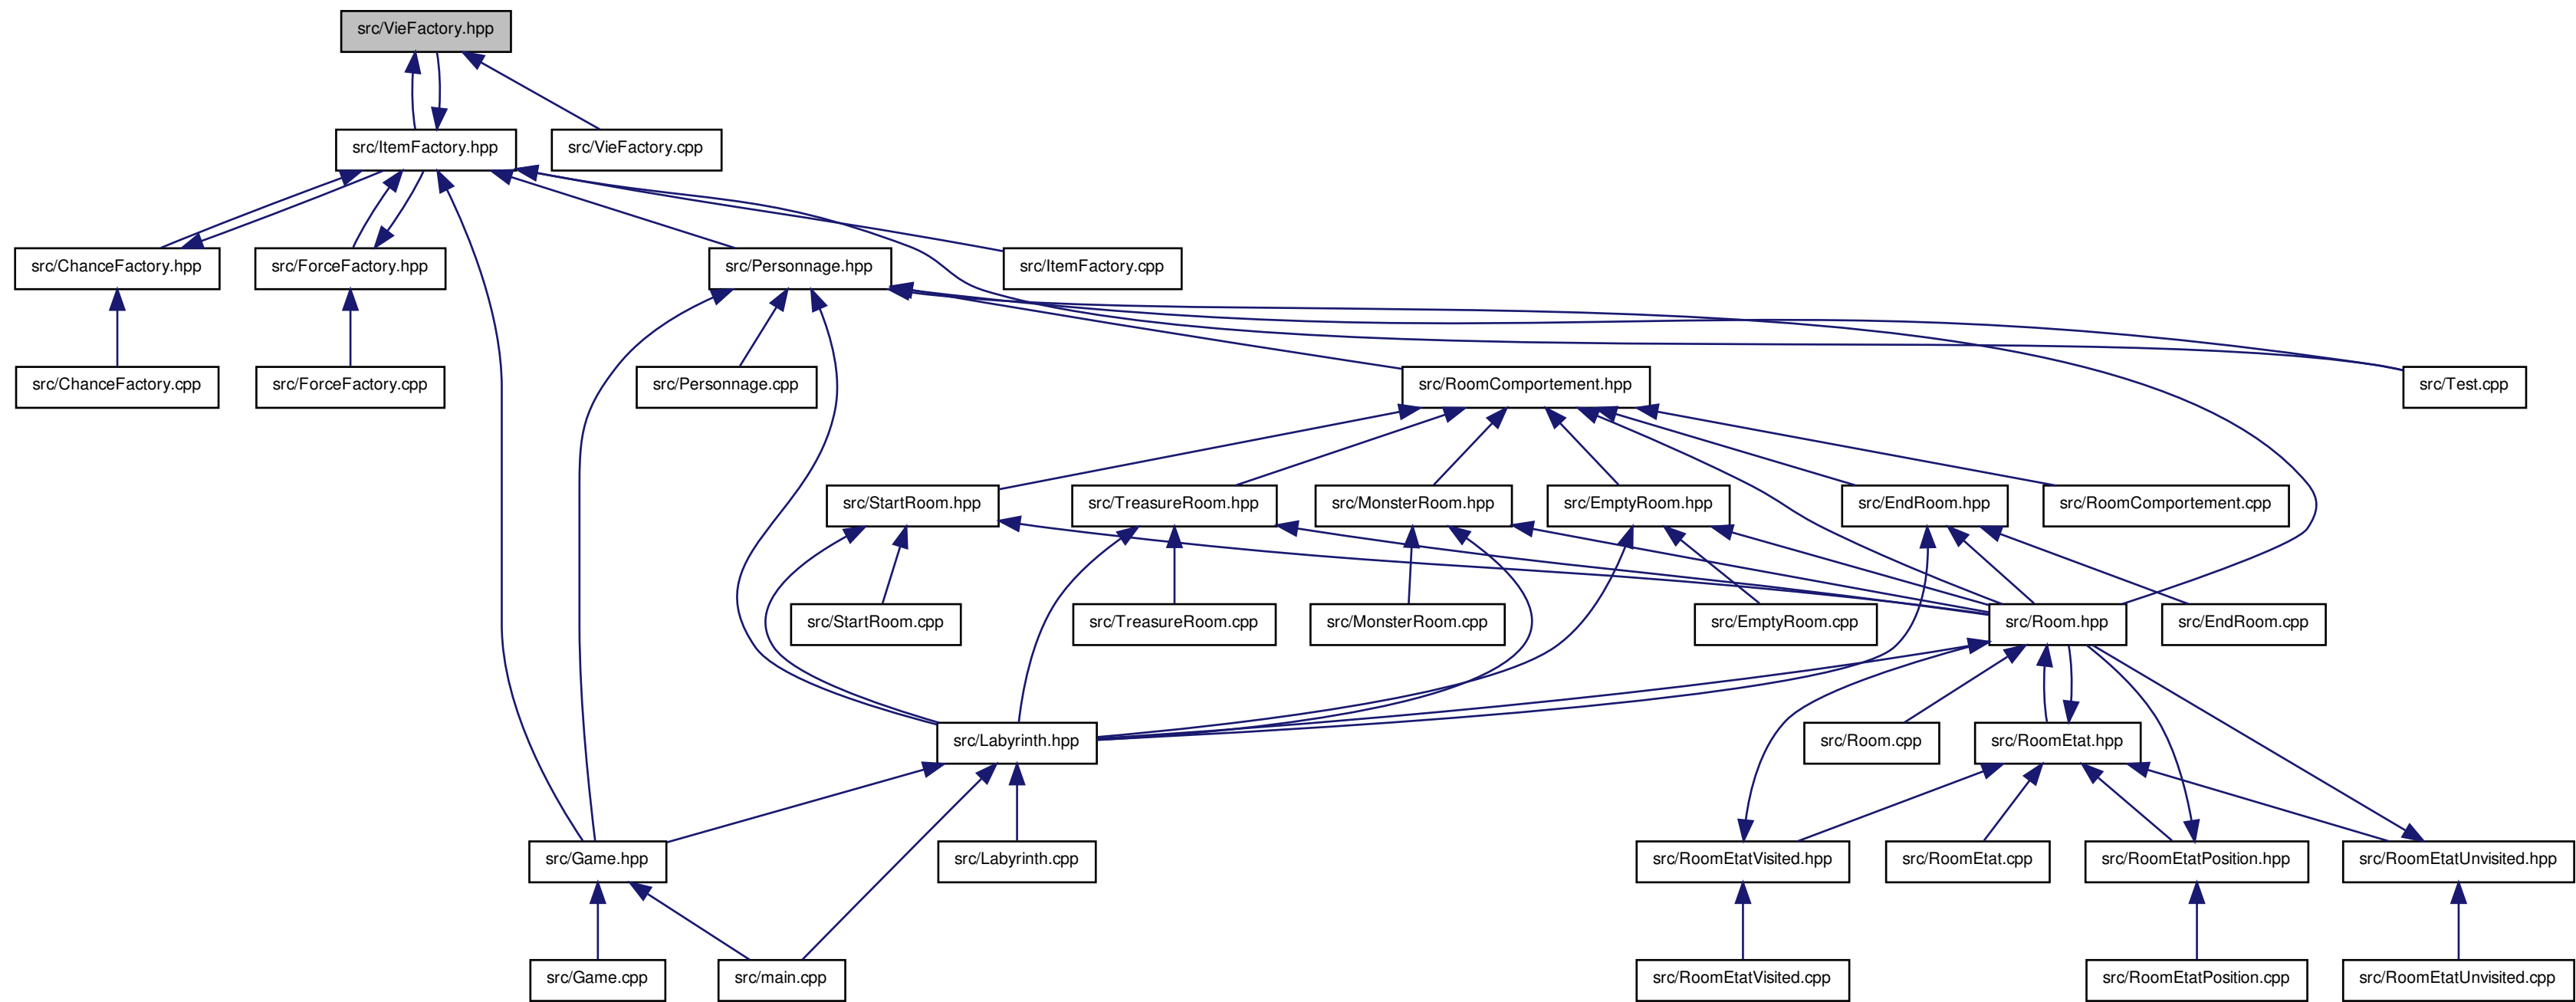 src/VieFactory.hpp
src/ItemFactory.hpp
src/VieFactory.cpp
src/ChanceFactory.hpp
src/ForceFactory.hpp
src/Personnage.hpp
src/ItemFactory.cpp
src/ChanceFactory.cpp
src/ForceFactory.cpp
src/Personnage.cpp
src/RoomComportement.hpp
src/Test.cpp
src/StartRoom.hpp
src/TreasureRoom.hpp
src/MonsterRoom.hpp
src/EmptyRoom.hpp
src/EndRoom.hpp
src/RoomComportement.cpp
src/StartRoom.cpp
src/TreasureRoom.cpp
src/MonsterRoom.cpp
src/EmptyRoom.cpp
src/Room.hpp
src/EndRoom.cpp
src/Labyrinth.hpp
src/Room.cpp
src/RoomEtat.hpp
src/Game.hpp
src/Labyrinth.cpp
src/RoomEtatVisited.hpp
src/RoomEtat.cpp
src/RoomEtatPosition.hpp
src/RoomEtatUnvisited.hpp
src/Game.cpp
src/main.cpp
src/RoomEtatVisited.cpp
src/RoomEtatPosition.cpp
src/RoomEtatUnvisited.cpp